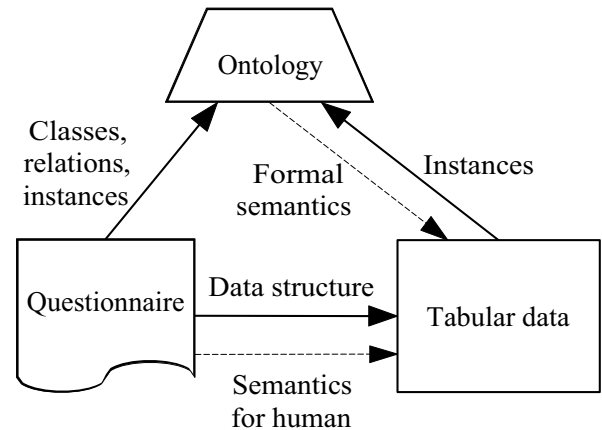 Ontology
Classes,
relations,
instances
Formal
semantics
Instances
Questionnaire
Data structure
Tabular data
Semantics
for human